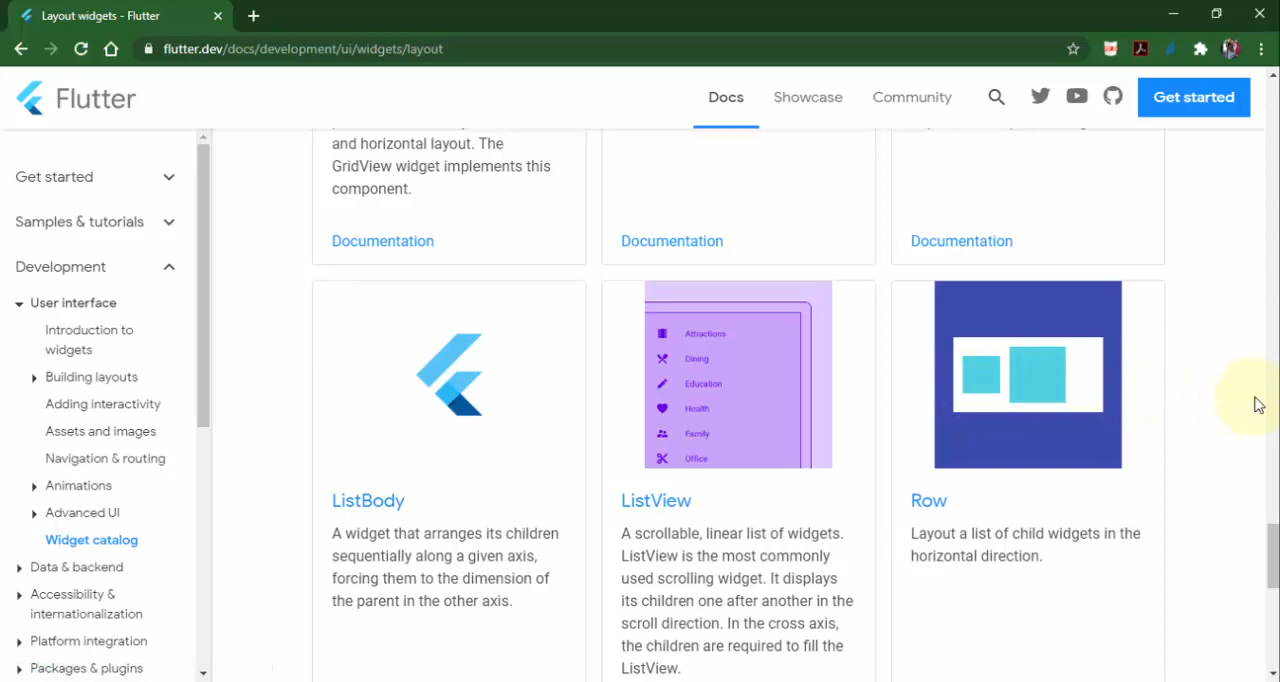 Layout widgets - Flutter
flutter.dev/docs/development/ui/widgets/layout
Flutter
Docs
Showcase
Community
Get started
Get started
Samples & tutorials
Development
User interface
Introduction to
widgets
Building layouts
Adding interactivity
Assets and images
Navigation & routing
Animations
Advanced UI
Widget catalog
Data & backend
Accessibility &
internationalization
Platform integration
Packages & plugins
and horizontal layout. The
GridView widget implements this
component.
Documentation
Documentation
Documentation
ListBody
A widget that arranges its children
sequentially along a given axis,
forcing them to the dimension of
the parent in the other axis.
Attractions
Dining
Education
Health
Family
Office
ListView
A scrollable, linear list of widgets.
ListView is the most commonly
used scrolling widget. It displays
its children one after another in the
scroll direction. In the cross axis,
the children are required to fill the
ListView.
Row
Layout a list of child widgets in the
horizontal direction.